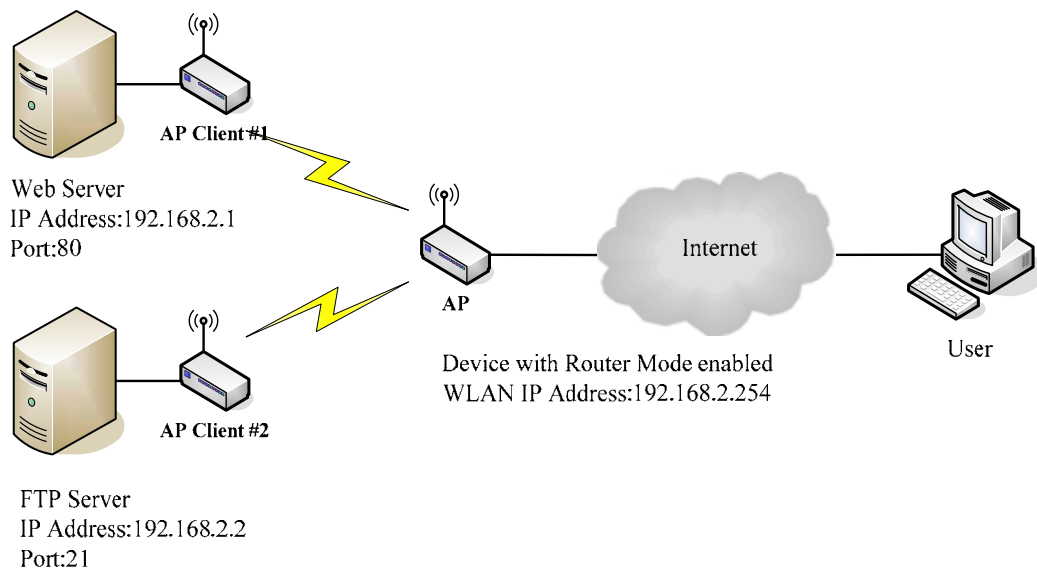 AP Client #1
Web Server
IP Address:192.168.2.1
Port:80
Internet
AP
User
Device with Router Mode enabled
WLAN IP Address:192.168.2.254
AP Client #2
FTP Server
IP Address:192.168.2.2
Port:21